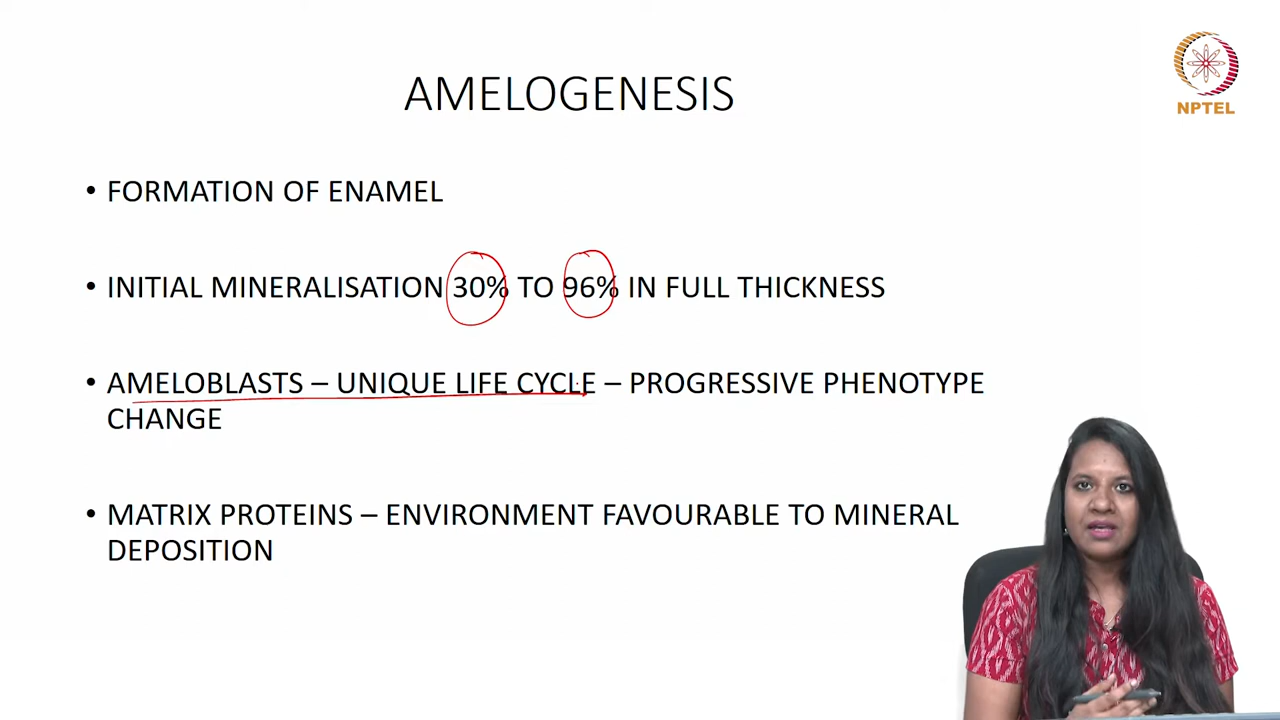 AMELOGENESIS
NPTEL
• FORMATION OF ENAMEL
• INITIAL MINERALISATION 30% TO 96% IN FULL THICKNESS
• AMELOBLASTS – UNIQUE LIFE CYCLE – PROGRESSIVE PHENOTYPE
CHANGE
• MATRIX PROTEINS – ENVIRONMENT FAVOURABLE TO MINERAL
DEPOSITION